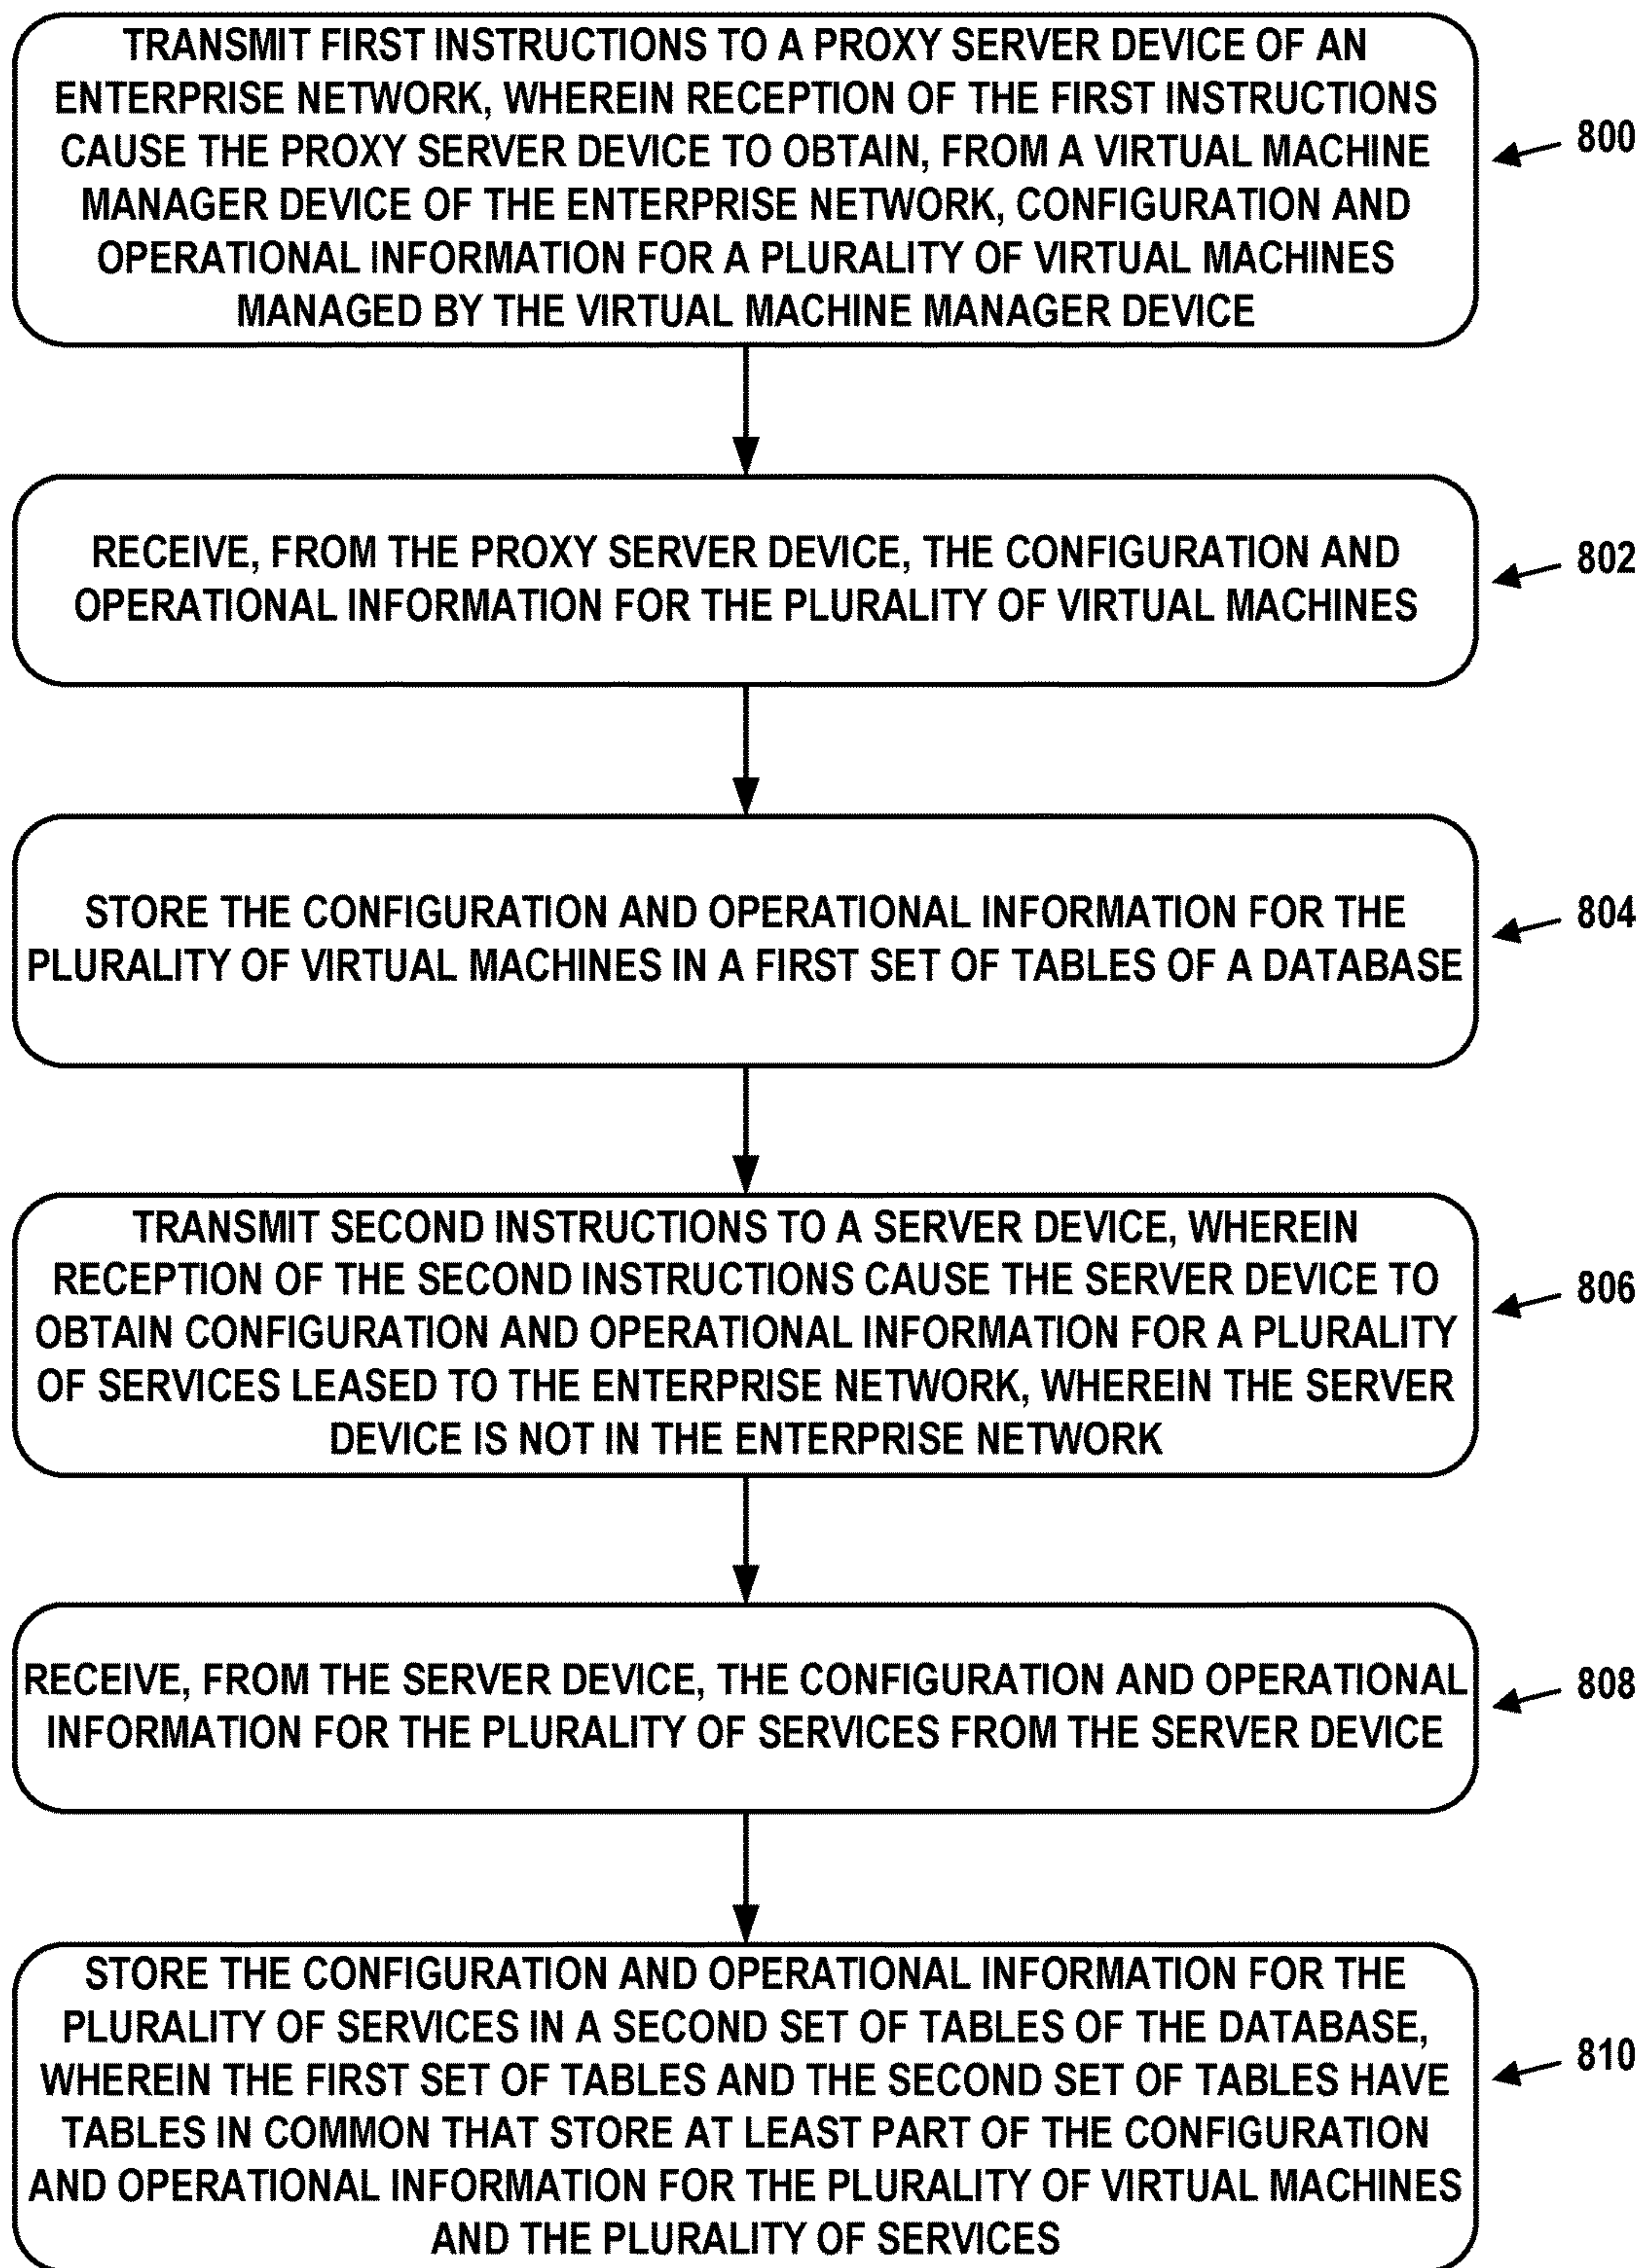 TRANSMIT FIRST INSTRUCTIONS TO A PROXY SERVER DEVICE OF AN
ENTERPRISE NETWORK, WHEREIN RECEPTION OF THE FIRST INSTRUCTIONS
CAUSE THE PROXY SERVER DEVICE TO OBTAIN, FROM A VIRTUAL MACHINE
MANAGER DEVICE OF THE ENTERPRISE NETWORK, CONFIGURATION AND
OPERATIONAL INFORMATION FOR A PLURALITY OF VIRTUAL MACHINES
MANAGED BY THE VIRTUAL MACHINE MANAGER DEVICE
800
RECEIVE, FROM THE PROXY SERVER DEVICE, THE CONFIGURATION AND
OPERATIONAL INFORMATION FOR THE PLURALITY OF VIRTUAL MACHINES
802
STORE THE CONFIGURATION AND OPERATIONAL INFORMATION FOR THE
PLURALITY OF VIRTUAL MACHINES IN A FIRST SET OF TABLES OF A DATABASE
804
TRANSMIT SECOND INSTRUCTIONS TO A SERVER DEVICE, WHEREIN
RECEPTION OF THE SECOND INSTRUCTIONS CAUSE THE SERVER DEVICE TO
OBTAIN CONFIGURATION AND OPERATIONAL INFORMATION FOR A PLURALITY
OF SERVICES LEASED TO THE ENTERPRISE NETWORK, WHEREIN THE SERVER
DEVICE IS NOT IN THE ENTERPRISE NETWORK
806
RECEIVE, FROM THE SERVER DEVICE, THE CONFIGURATION AND OPERATIONAL
INFORMATION FOR THE PLURALITY OF SERVICES FROM THE SERVER DEVICE
808
STORE THE CONFIGURATION AND OPERATIONAL INFORMATION FOR THE
PLURALITY OF SERVICES IN A SECOND SET OF TABLES OF THE DATABASE,
WHEREIN THE FIRST SET OF TABLES AND THE SECOND SET OF TABLES HAVE
TABLES IN COMMON THAT STORE AT LEAST PART OF THE CONFIGURATION
AND OPERATIONAL INFORMATION FOR THE PLURALITY OF VIRTUAL MACHINES
AND THE PLURALITY OF SERVICES
810